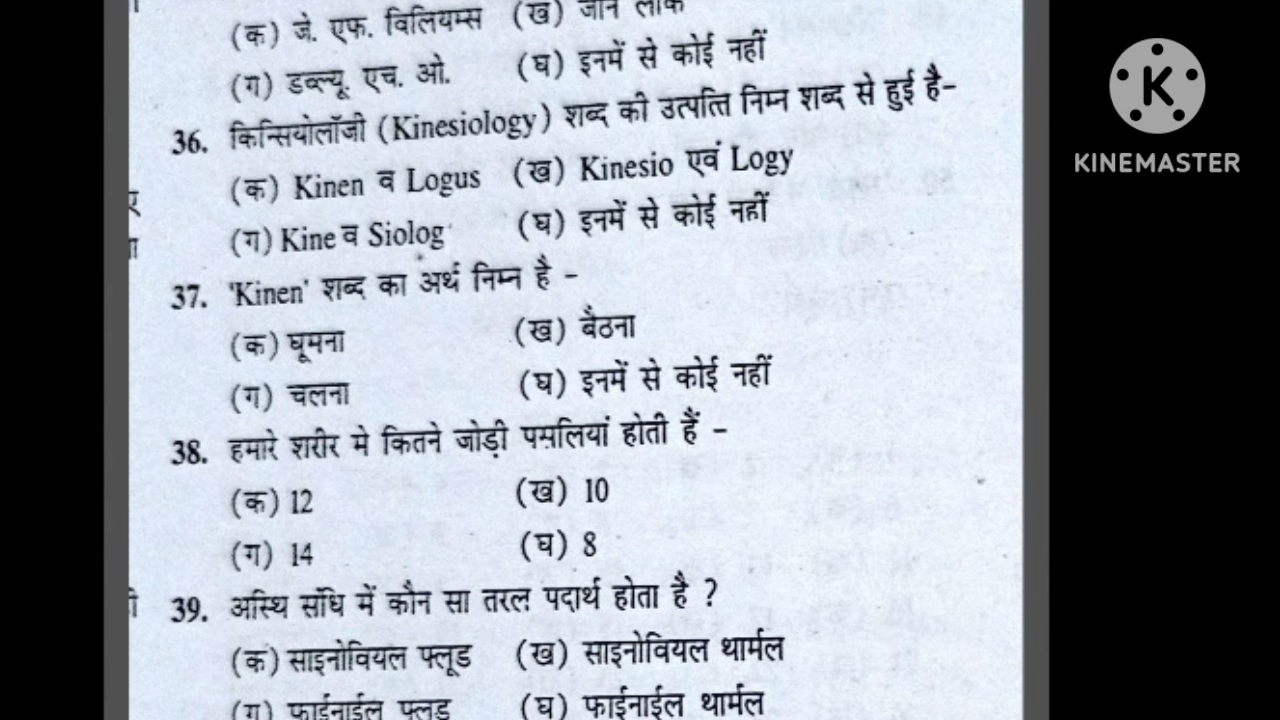 (क) जे. एफ. विलियम्स (ख) जॉन लॉक
(ग) डब्ल्यू. एच. ओ. (घ) इनमें से कोई नहीं
36. किन्सियोलॉजी (Kinesiology) शब्द की उत्पत्ति निम्न शब्द से हुई है-
(क) Kinen व Logus (ख) Kinesio एवं Logy
(ग) Kine व Siolog (घ) इनमें से कोई नहीं
37. 'Kinen' शब्द का अर्थ निम्न है -
(क) घूमना (ख) बैठना
(ग) चलना (घ) इनमें से कोई नहीं
38. हमारे शरीर मे कितने जोड़ी पसलियां होती हैं -
(क) 12 (ख) 10
(ग) 14 (घ) 8
39. अस्थि संधि में कौन सा तरल पदार्थ होता है ?
(क) साइनोवियल फ्लूड (ख) साइनोवियल थार्मल
(ग) फाईनाईल फ्लूड (घ) फाईनाईल थार्मल
K
KINEMASTER